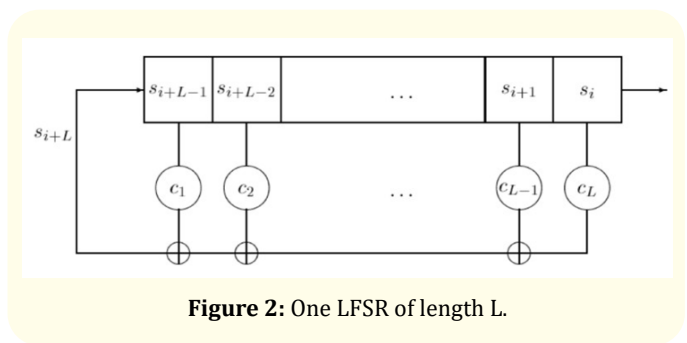 s_{i+L-1} s_{i+L-2} ... s_{i+1} s_i
s_{i+L}
c_1 c_2 ... c_{L-1} c_L
Figure 2: One LFSR of length L.